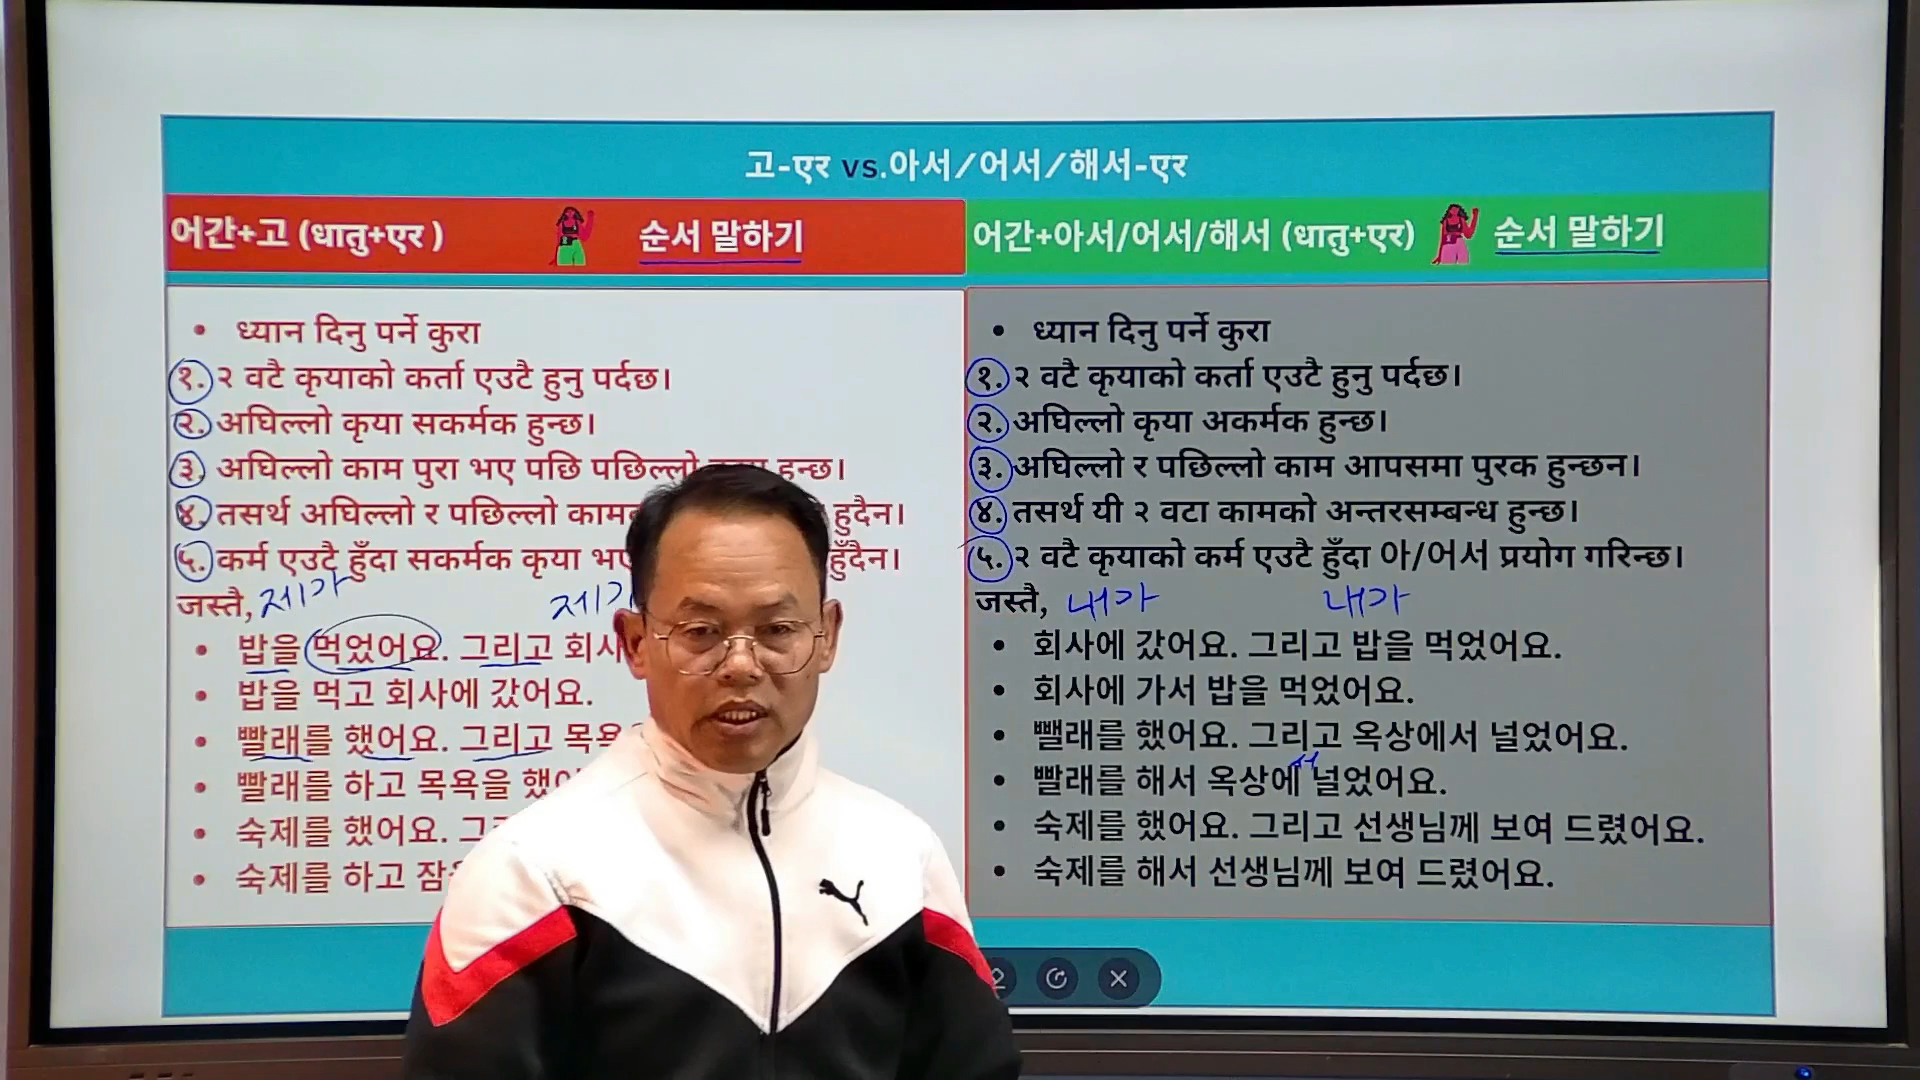 고-एर vs.아서/어서/해서-एर
어간+고 (धातु+एर ) 순서 말하기
• ध्यान दिनु पर्ने कुरा
१. २ वटै कृयाको कर्ता एउटै हुनु पर्दछ।
२. अघिल्लो कृया सकर्मक हुन्छ।
३. अघिल्लो काम पुरा भए पछि पछिल्लो हुन्छ।
४. तसर्थ अघिल्लो र पछिल्लो हुदैन।
५. कर्म एउटै हुँदा सकर्मक कृया हुँदैन।
जस्तै, 제가
• 밥을 먹었어요. 그리고
• 밥을 먹고 회사에 갔어요.
• 빨래를 했어요. 그리고
• 빨래를 하고 목욕을
• 숙제를 했어요.
• 숙제를 하고
어간+아서/어서/해서 (धातु+एर) 순서 말하기
• ध्यान दिनु पर्ने कुरा
१. २ वटै कृयाको कर्ता एउटै हुनु पर्दछ।
२. अघिल्लो कृया अकर्मक हुन्छ।
३. अघिल्लो र पछिल्लो काम आपसमा पुरक हुन्छन।
४. तसर्थ यी २ वटा कामको अन्तरसम्बन्ध हुन्छ।
५. २ वटै कृयाको कर्म एउटै हुँदा 아/어서 प्रयोग गरिन्छ।
जस्तै, 내가 내가
• 회사에 갔어요. 그리고 밥을 먹었어요.
• 회사에 가서 밥을 먹었어요.
• 뺄래를 했어요. 그리고 옥상에서 널었어요.
• 빨래를 해서 옥상에서 널었어요.
• 숙제를 했어요. 그리고 선생님께 보여 드렸어요.
• 숙제를 해서 선생님께 보여 드렸어요.